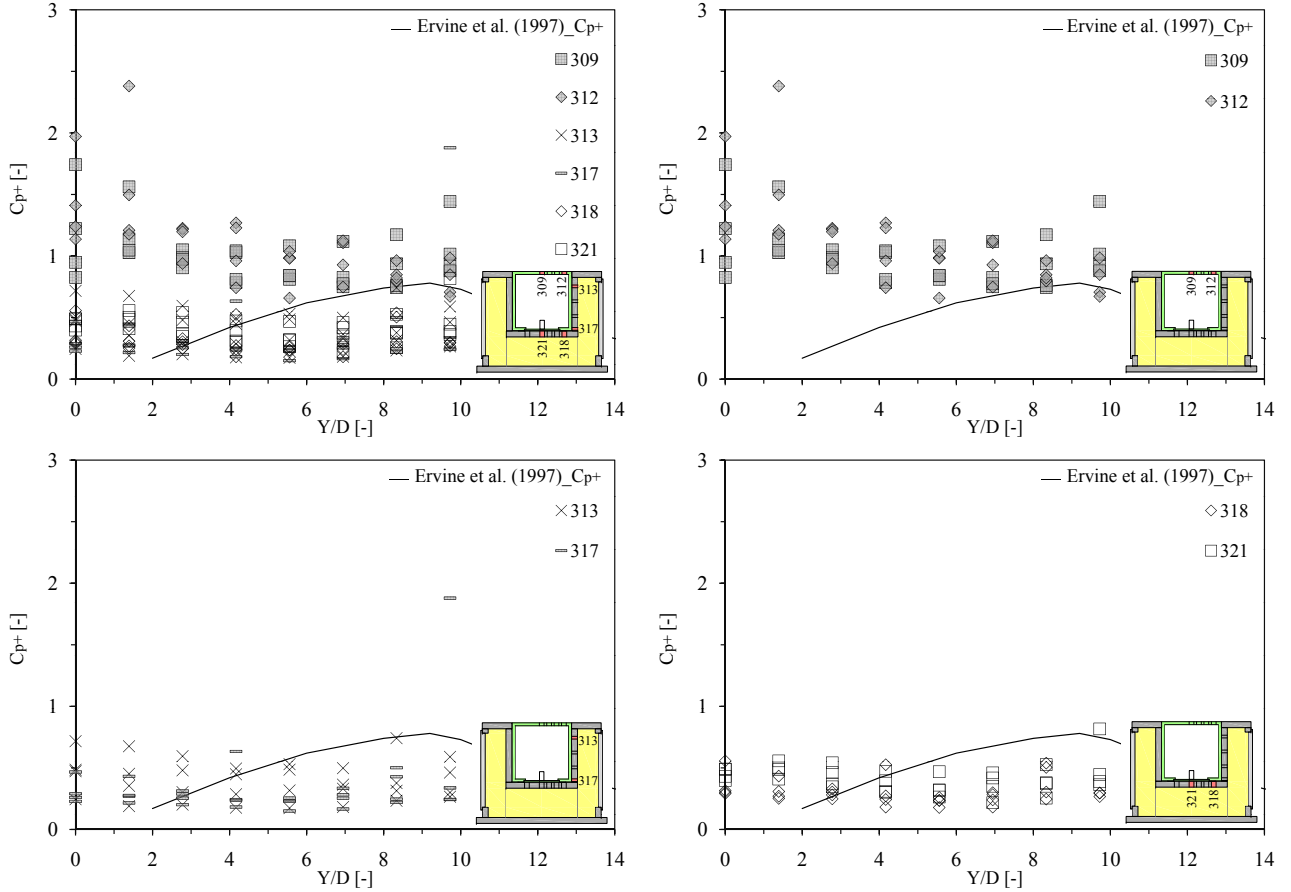 3
2
1
0
Cp+ [-]
0 2 4 6 8 10 12 14
Y/D [-]
Ervine et al. (1997)_Cp+
309
312
313
317
318
321
309
312
313
317
321
318
3
2
1
0
Cp+ [-]
0 2 4 6 8 10 12 14
Y/D [-]
Ervine et al. (1997)_Cp+
309
312
309
312
3
2
1
0
Cp+ [-]
0 2 4 6 8 10 12 14
Y/D [-]
Ervine et al. (1997)_Cp+
313
317
313
317
3
2
1
0
Cp+ [-]
0 2 4 6 8 10 12 14
Y/D [-]
Ervine et al. (1997)_Cp+
318
321
321
318